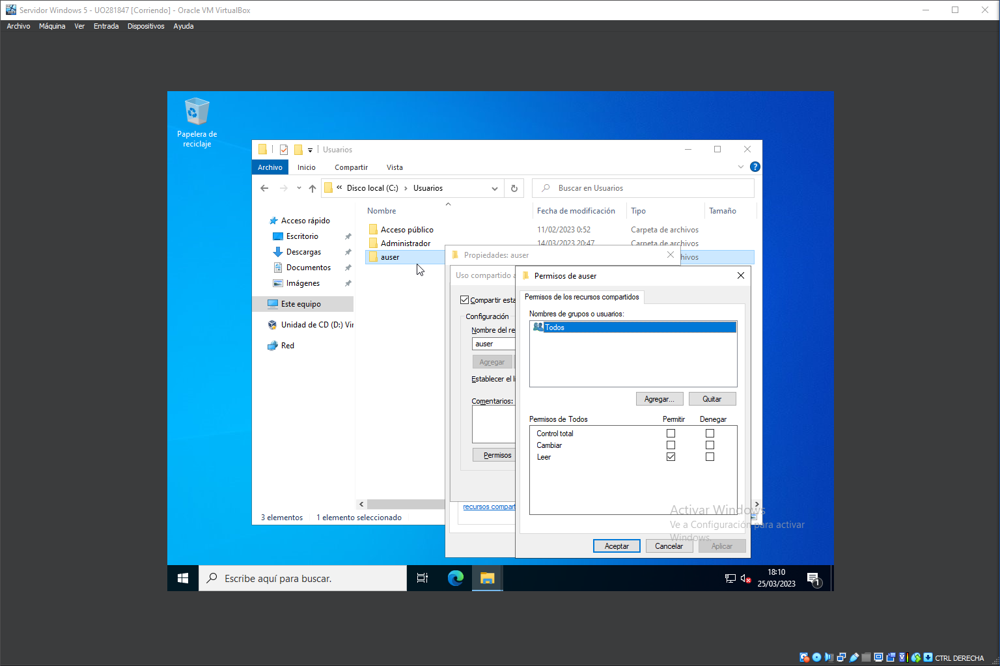 Servidor Windows 5 - UO281847 [Corriendo] - Oracle VM VirtualBox
Archivo Máquina Ver Entrada Dispositivos Ayuda
Papelera de
reciclaje
Usuarios
Archivo Inicio Compartir Vista
« Disco local (C:) › Usuarios
Buscar en Usuarios
Nombre Fecha de modificación Tipo Tamaño
Acceso rápido
Escritorio
Descargas
Documentos
Imágenes
Este equipo
Unidad de CD (D:) Vir
Red
Acceso público 11/02/2023 0:52 Carpeta de archivos
Administrador 14/03/2023 20:47 Carpeta de archivos
auser hivos
3 elementos 1 elemento seleccionado
Propiedades: auser
Uso compartido a
Compartir esta
Configuración
Nombre del re
auser
Agregar
Establecer el lí
Comentarios:
Permisos
recursos compart
Permisos de auser
Permisos de los recursos compartidos
Nombres de grupos o usuarios:
Todos
Agregar... Quitar
Permisos de Todos Permitir Denegar
Control total
Cambiar
Leer
Aceptar Cancelar Aplicar
Activar Windows
Ve a Configuración para activar
Windows.
Escribe aquí para buscar.
18:10
25/03/2023
1
CTRL DERECHA